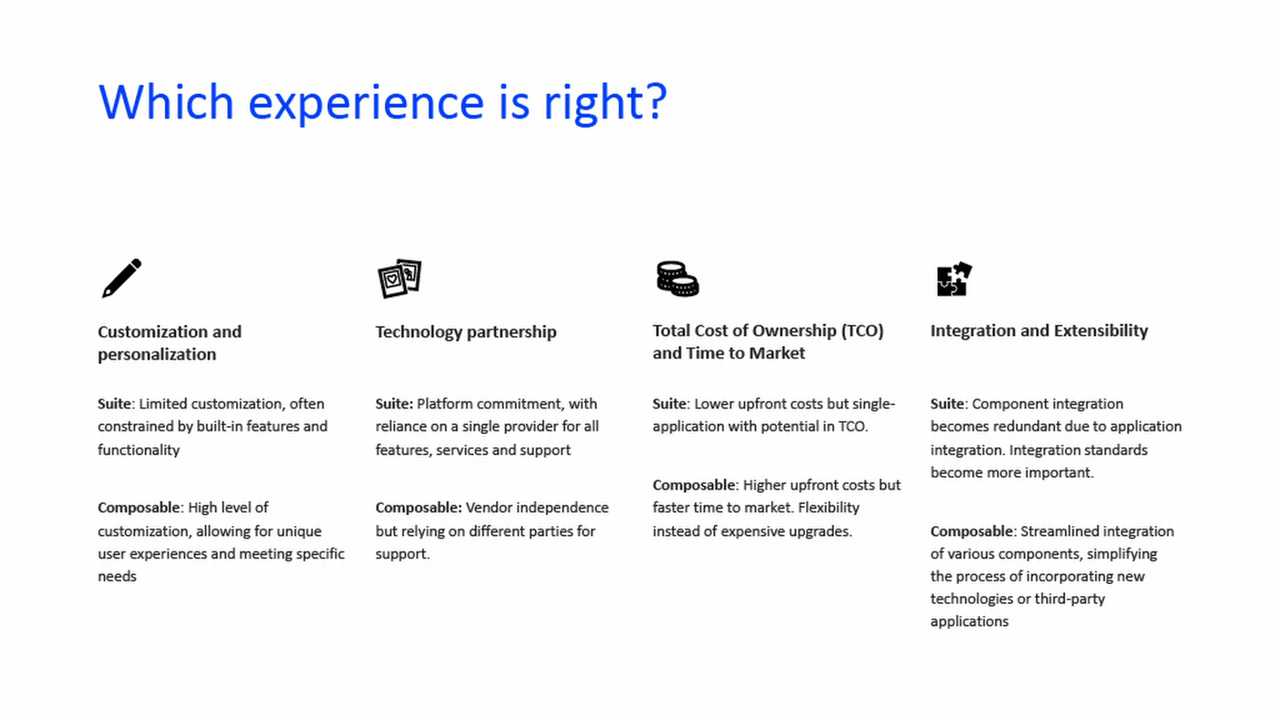 Which experience is right?
Customization and
personalization
Suite: Limited customization, often
constrained by built-in features and
functionality
Composable: High level of
customization, allowing for unique
user experiences and meeting specific
needs
Technology partnership
Suite: Platform commitment, with
reliance on a single provider for all
features, services and support
Composable: Vendor independence
but relying on different parties for
support.
Total Cost of Ownership (TCO)
and Time to Market
Suite: Lower upfront costs but single-
application with potential in TCO.
Composable: Higher upfront costs but
faster time to market. Flexibility
instead of expensive upgrades.
Integration and Extensibility
Suite: Component integration
becomes redundant due to application
integration. Integration standards
become more important.
Composable: Streamlined integration
of various components, simplifying
the process of incorporating new
technologies or third-party
applications